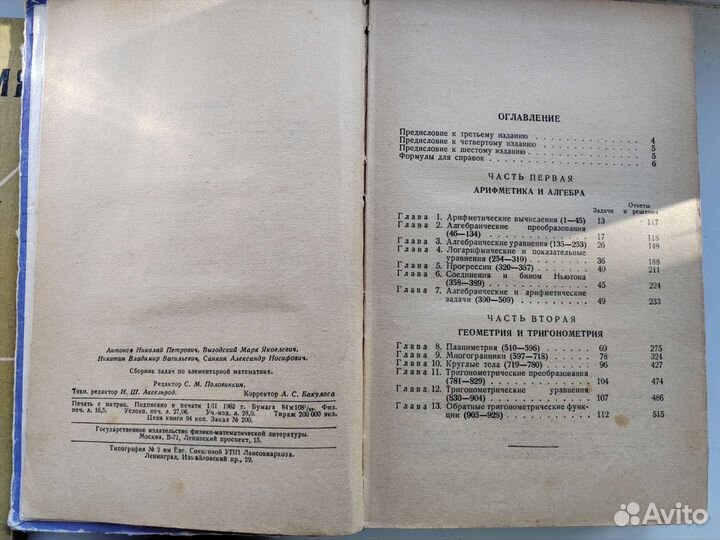 Антонов Николай Петрович, Выгодский Марк Яковлевич,
Никитин Владимир Васильевич, Санкин Александр Иосифович.
Сборник задач по элементарной математике.
Редактор С. М. Половинкин.
Техн. редактор И. Ш. Аксельрод. Корректор А. С. Бакулова
Печать с матриц. Подписано к печати 1/II 1962 г. Бумага 84×108¹/₃₂. Физ.
печ. л. 16,5. Условн. печ. л. 27,06. Уч.-изд. л. 28,0. Тираж 200 000 экз.
Цена книги 94 коп. Заказ № 200.
Государственное издательство физико-математической литературы.
Москва, В-71, Ленинский проспект, 15.
Типография № 2 им Евг. Соколовой УПП Ленсовнархоза.
Ленинград, Измайловский пр., 29.
ОГЛАВЛЕНИЕ
Предисловие к третьему изданию 4
Предисловие к четвертому изданию 5
Предисловие к шестому изданию 5
Формулы для справок 6
ЧАСТЬ ПЕРВАЯ
АРИФМЕТИКА И АЛГЕБРА
Ответы
Задачи и решения
Глава 1. Арифметические вычисления (1—45) 13 117
Глава 2. Алгебраические преобразования
(46—134) 17 118
Глава 3. Алгебраические уравнения (135—253) 26 148
Глава 4. Логарифмические и показательные
уравнения (254—319) 36 188
Глава 5. Прогрессии (320—357) 40 211
Глава 6. Соединения и бином Ньютона
(358—389) 45 224
Глава 7. Алгебраические и арифметические
задачи (390—509) 49 233
ЧАСТЬ ВТОРАЯ
ГЕОМЕТРИЯ И ТРИГОНОМЕТРИЯ
Глава 8. Планиметрия (510—596) 69 275
Глава 9. Многогранники (597—718) 78 324
Глава 10. Круглые тела (719—780) 96 427
Глава 11. Тригонометрические преобразования
(781—829) 104 474
Глава 12. Тригонометрические уравнения
(830—904) 107 486
Глава 13. Обратные тригонометрические функ-
ции (905—928) 112 515
Avito